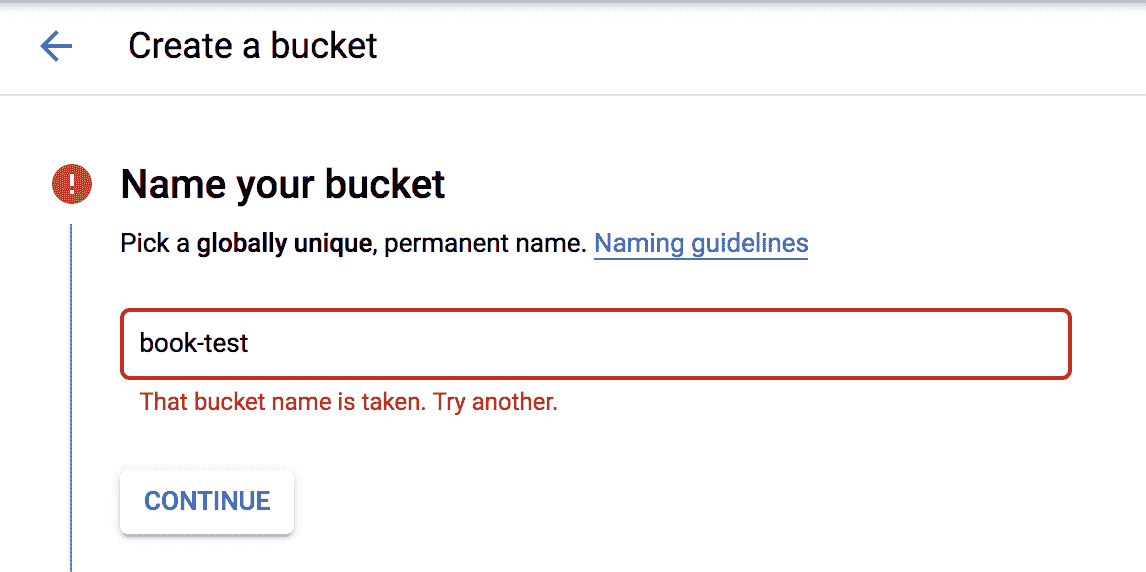 Create a bucket
Name your bucket
Pick a globally unique, permanent name. Naming guidelines
book-test
That bucket name is taken. Try another.
CONTINUE